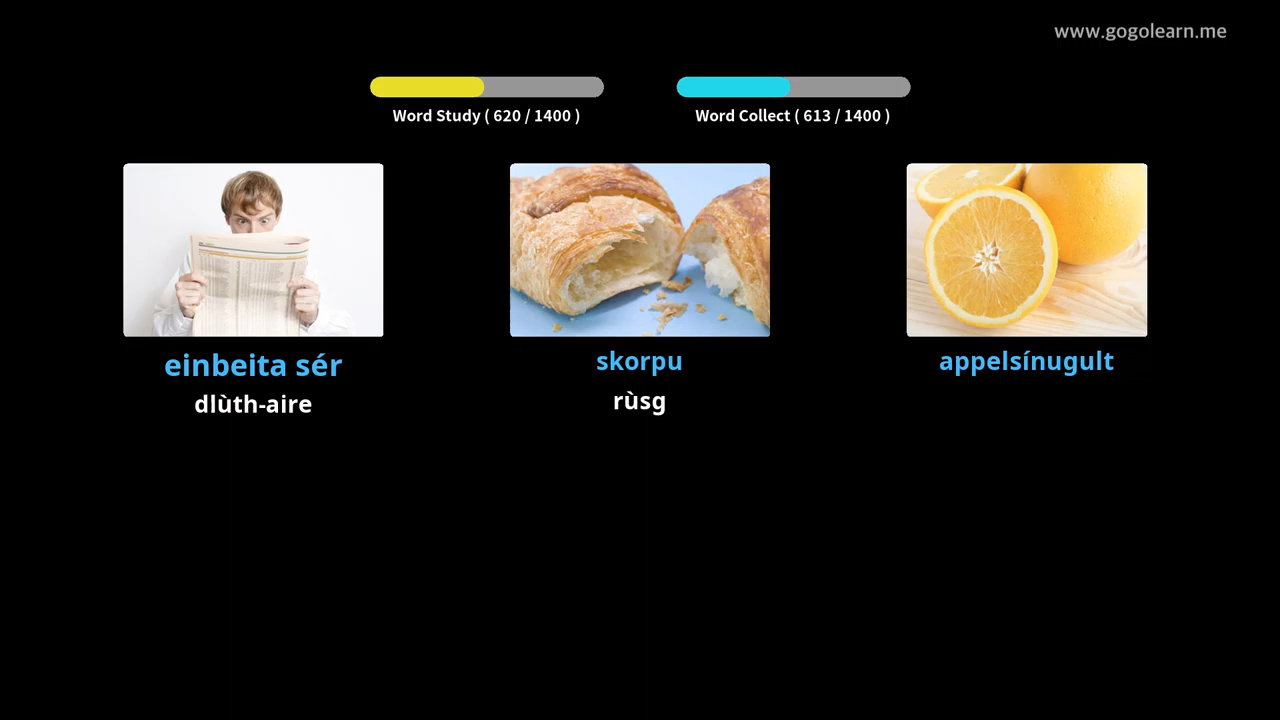 www.gogolearn.me
Word Study ( 620 / 1400 )
Word Collect ( 613 / 1400 )
einbeita sér
dlùth-aire
skorpu
rùsg
appelsínugult